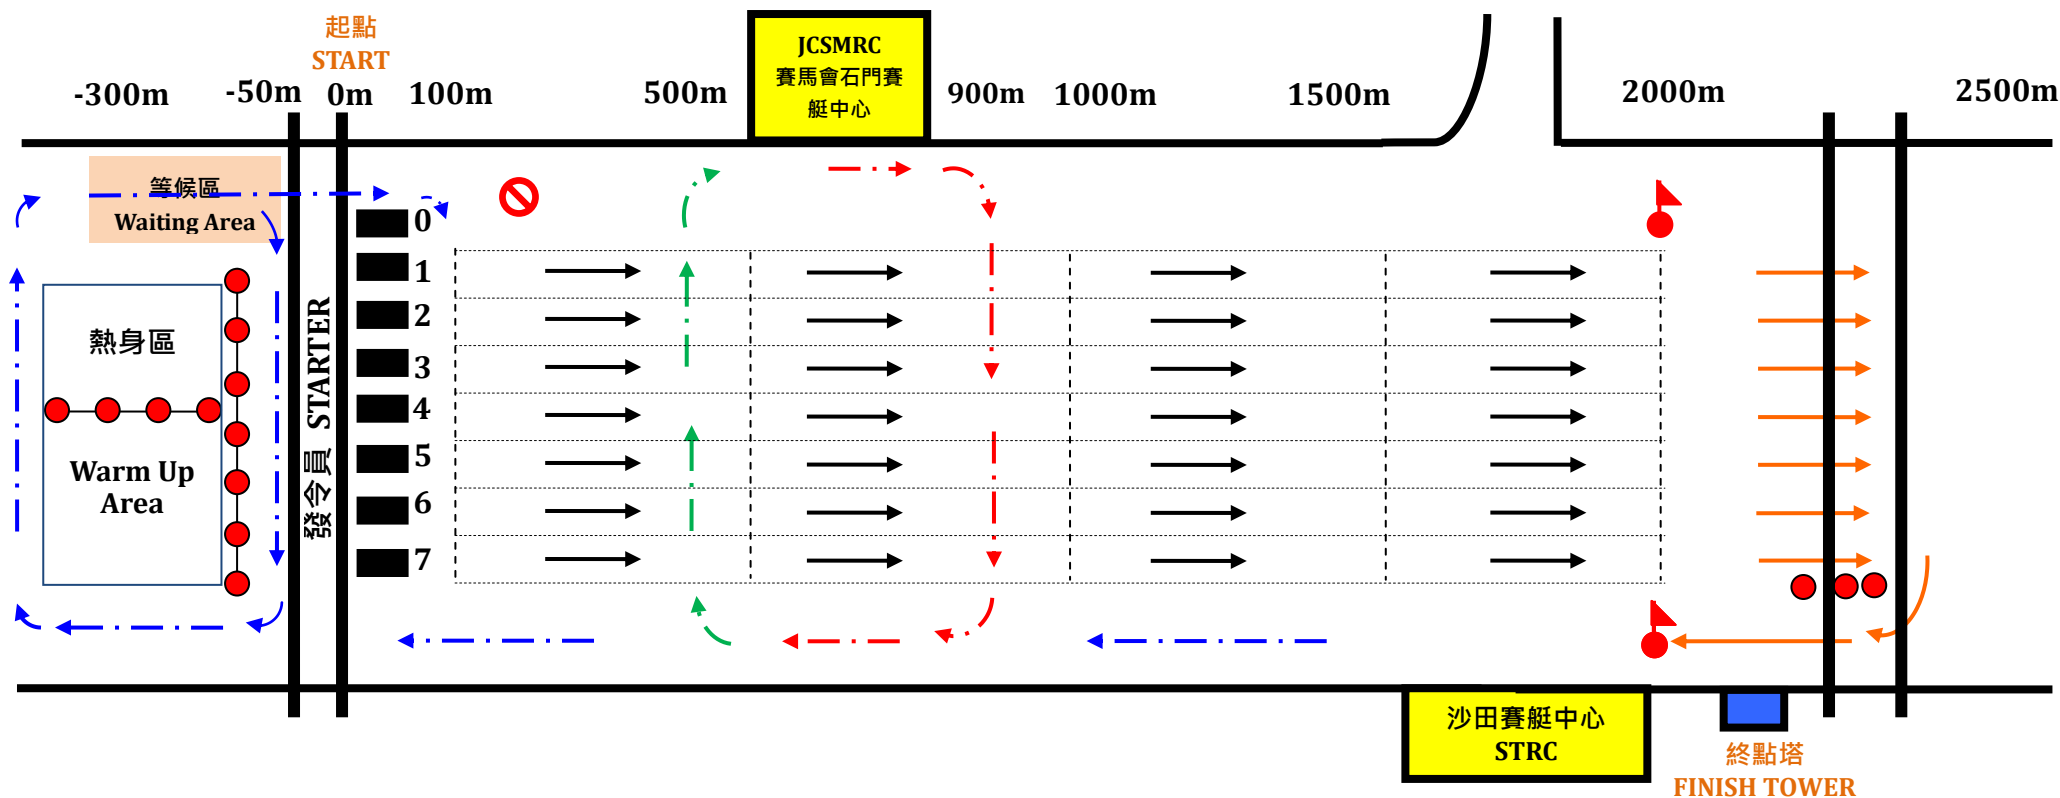 起點
START
-300m
-50m
0m
100m
500m
JCSMRC
賽馬會石門賽
艇中心
900m
1000m
1500m
2000m
2500m
等候區
Waiting Area
熱身區
Warm Up
Area
發令員 STARTER
0
1
2
3
4
5
6
7
沙田賽艇中心
STRC
終點塔
FINISH TOWER